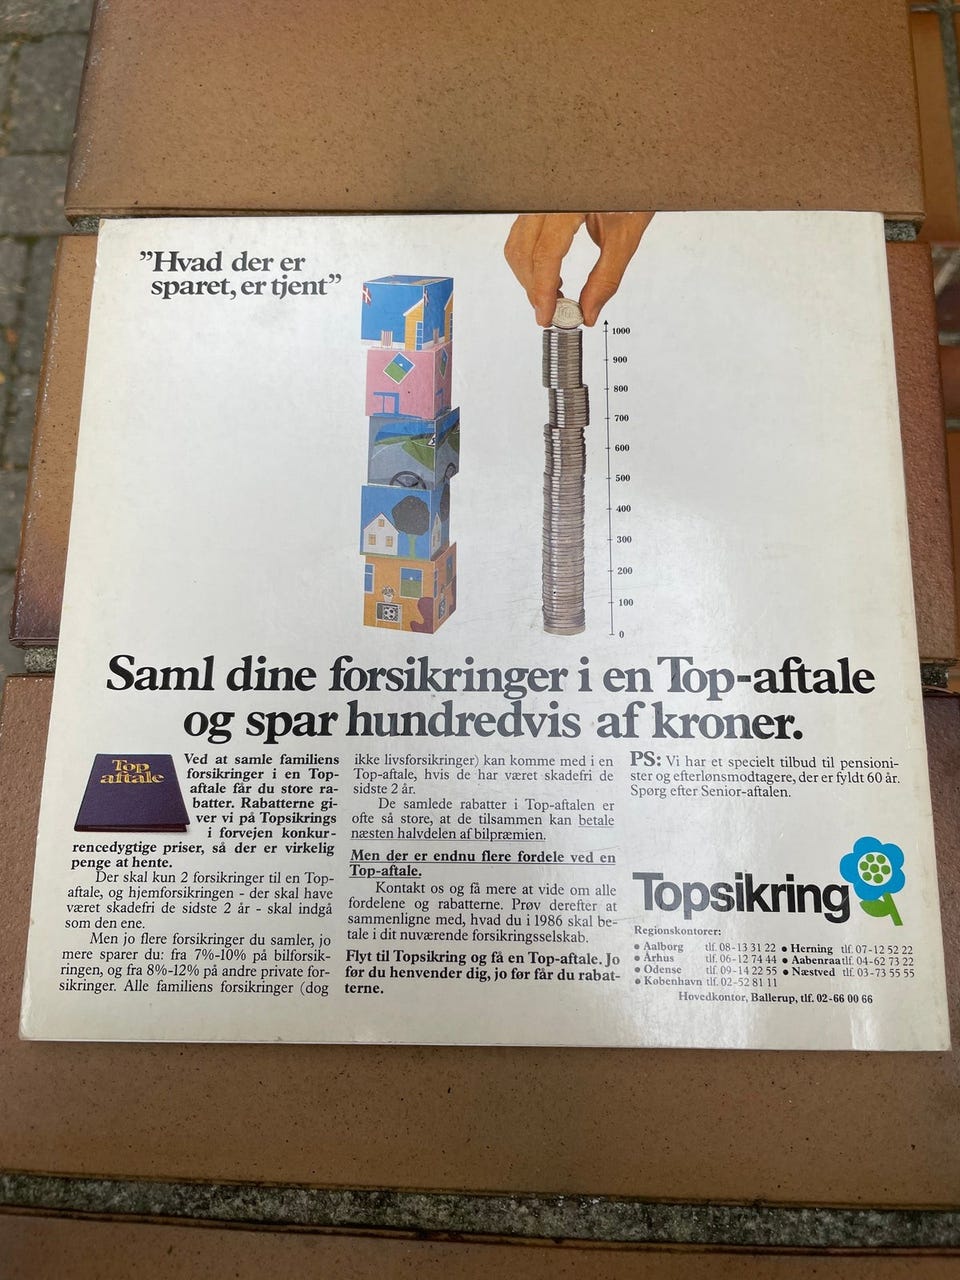 ”Hvad der er
sparet, er tjent”
1000
900
800
700
600
500
400
300
200
100
0
Saml dine forsikringer i en Top-aftale
og spar hundredvis af kroner.
Top
aftale
Ved at samle familiens
forsikringer i en Top-
aftale får du store ra-
batter. Rabatterne gi-
ver vi på Topsikrings
i forvejen konkur-
rencedygtige priser, så der er virkelig
penge at hente.
Der skal kun 2 forsikringer til en Top-
aftale, og hjemforsikringen - der skal have
været skadefri de sidste 2 år - skal indgå
som den ene.
Men jo flere forsikringer du samler, jo
mere sparer du: fra 7%-10% på bilforsik-
ringen, og fra 8%-12% på andre private for-
sikringer. Alle familiens forsikringer (dog
ikke livsforsikringer) kan komme med i en
Top-aftale, hvis de har været skadefri de
sidste 2 år.
De samlede rabatter i Top-aftalen er
ofte så store, at de tilsammen kan betale
næsten halvdelen af bilpræmien.
Men der er endnu flere fordele ved en
Top-aftale.
Kontakt os og få mere at vide om alle
fordelene og rabatterne. Prøv derefter at
sammenligne med, hvad du i 1986 skal be-
tale i dit nuværende forsikringsselskab.
Flyt til Topsikring og få en Top-aftale. Jo
før du henvender dig, jo før får du rabat-
terne.
PS: Vi har et specielt tilbud til pensioni-
ster og efterlønsmodtagere, der er fyldt 60 år.
Spørg efter Senior-aftalen.
Topsikring
Regionskontorer:
• Aalborg tlf. 08-13 31 22 • Herning tlf. 07-12 52 22
• Århus tlf. 06-12 74 44 • Aabenraa tlf. 04-62 73 22
• Odense tlf. 09-14 22 55 • Næstved tlf. 03-73 55 55
• København tlf. 02-52 81 11
Hovedkontor, Ballerup, tlf. 02-66 00 66